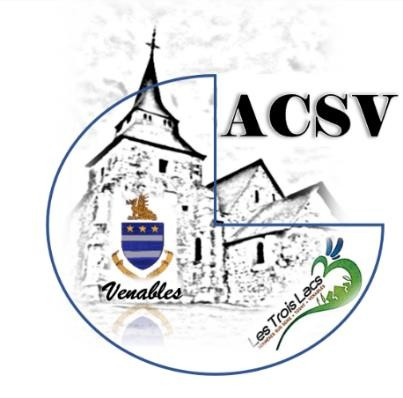 ACSV
Venables
Les Trois Lacs